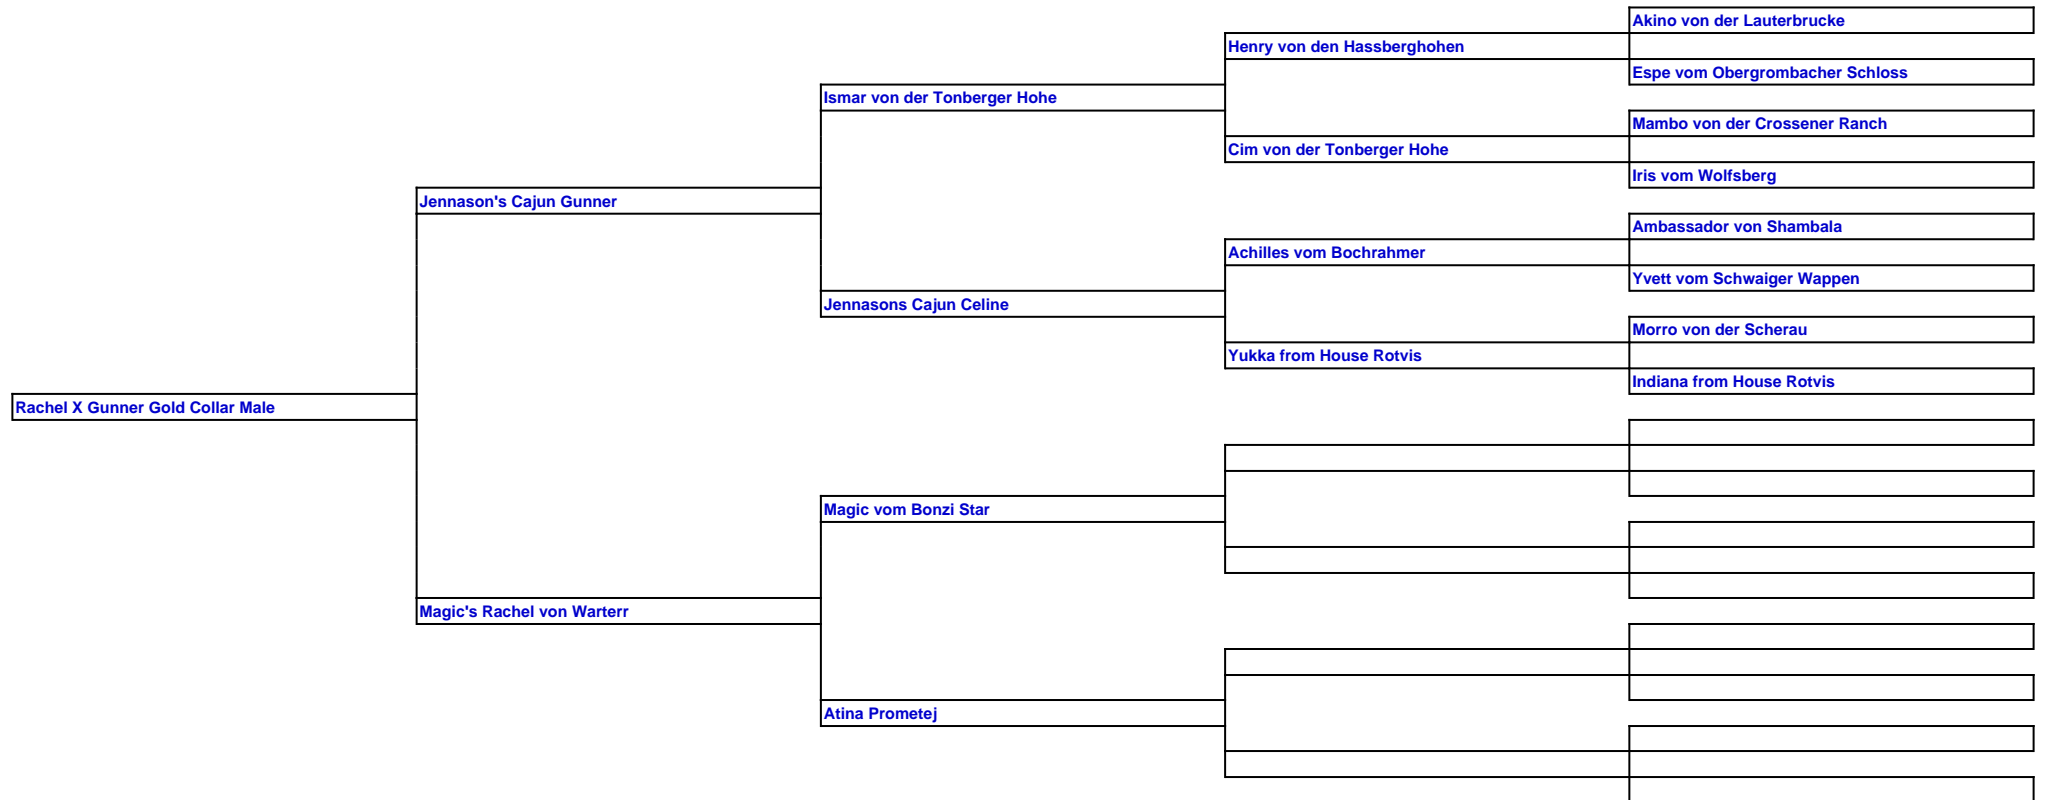 Akino von der Lauterbrucke
Henry von den Hassberghohen
Espe vom Obergrombacher Schloss
Ismar von der Tonberger Hohe
Mambo von der Crossener Ranch
Cim von der Tonberger Hohe
Iris vom Wolfsberg
Jennason's Cajun Gunner
Ambassador von Shambala
Achilles vom Bochrahmer
Yvett vom Schwaiger Wappen
Jennasons Cajun Celine
Morro von der Scherau
Yukka from House Rotvis
Indiana from House Rotvis
Rachel X Gunner Gold Collar Male
Magic vom Bonzi Star
Magic's Rachel von Warterr
Atina Prometej